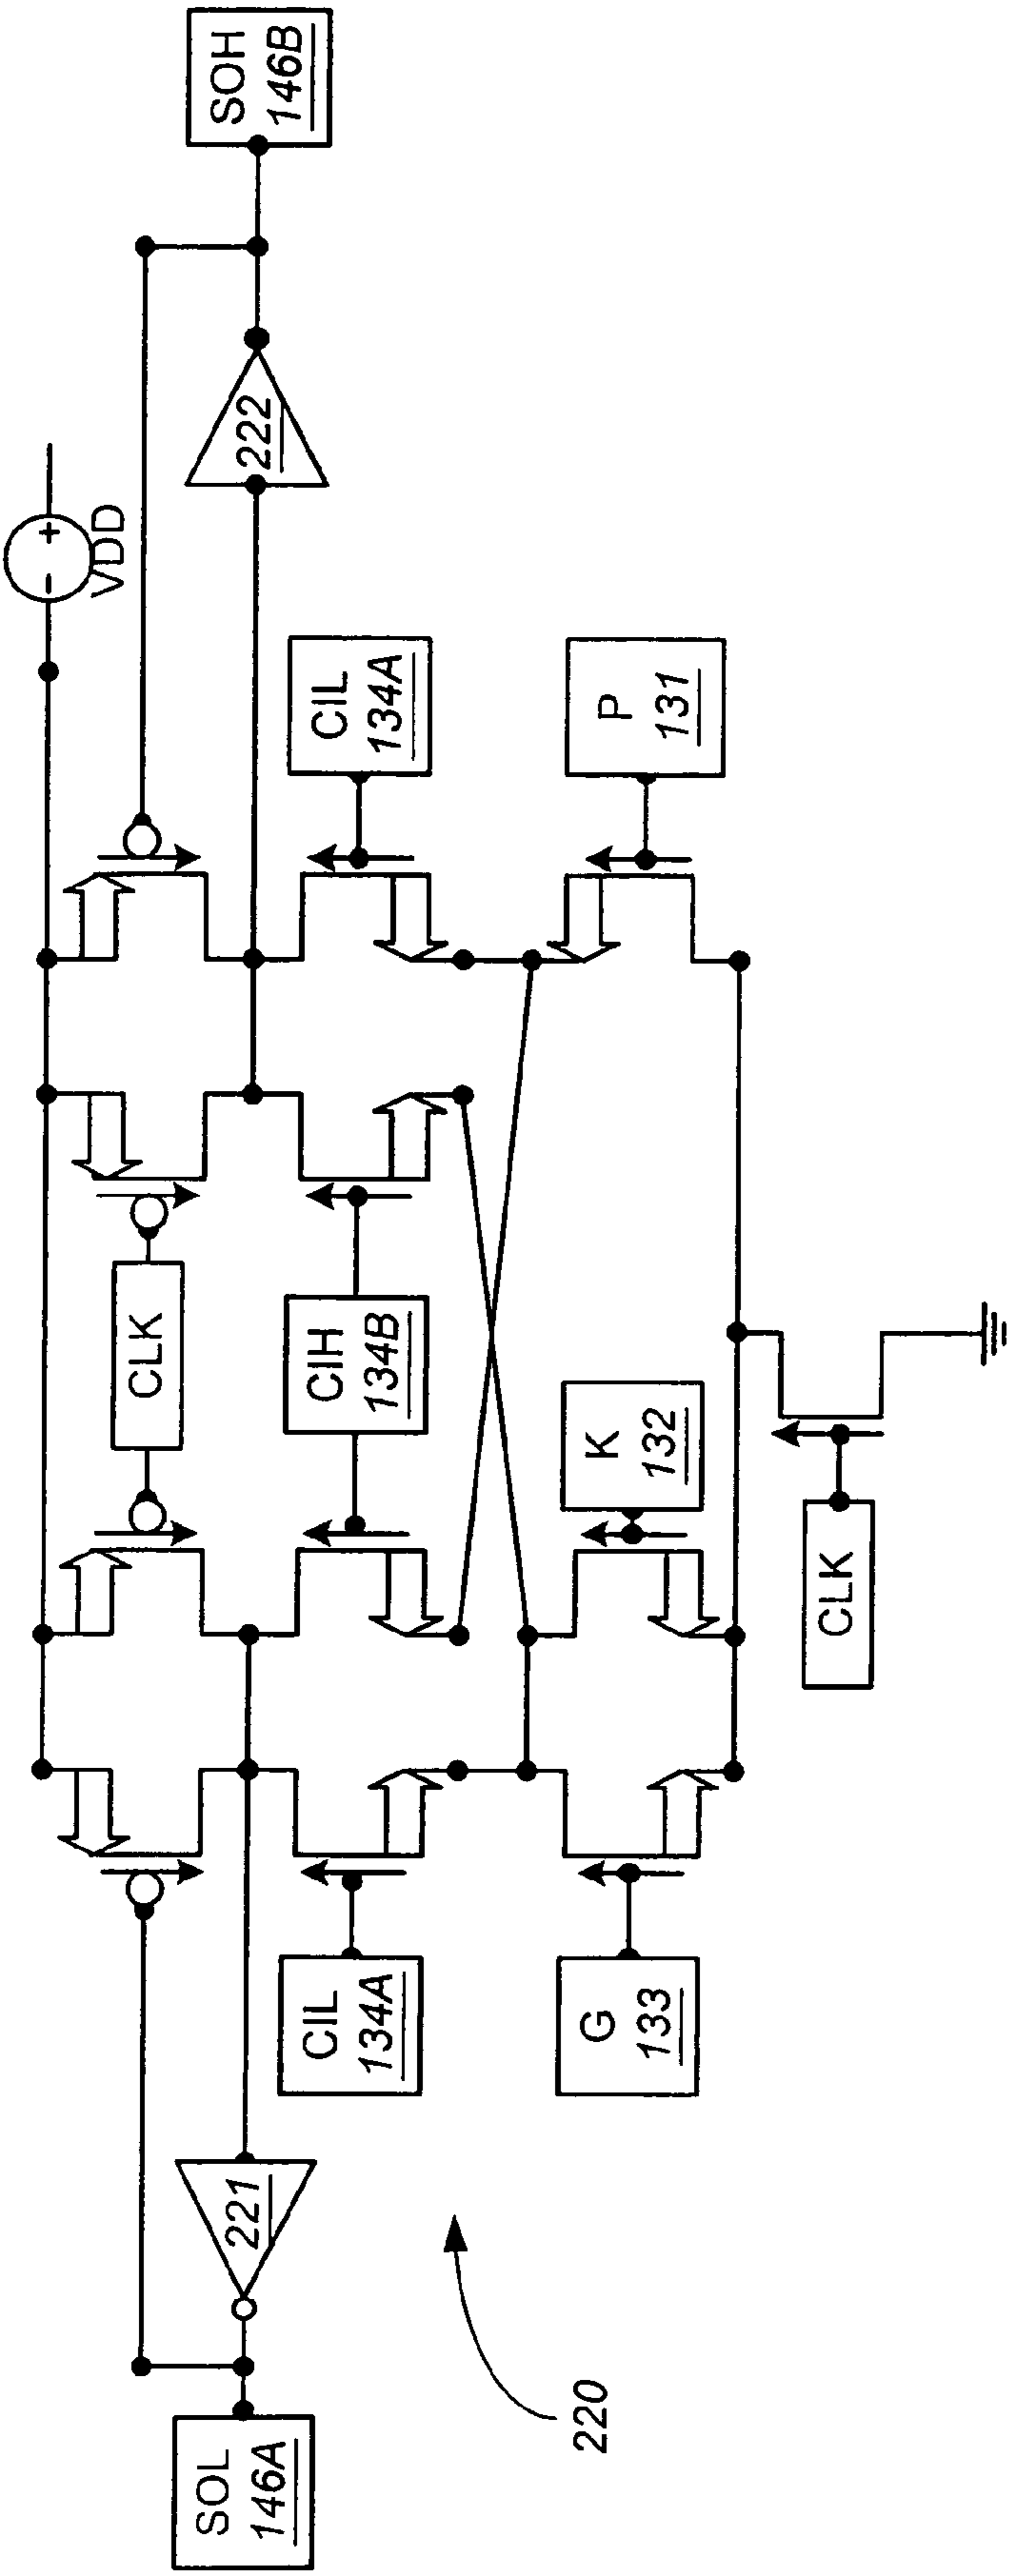 VDD
SOH
146B
222
CLK
CIL
134A
CIH
134B
CIL
134A
P
131
K
132
G
133
CLK
221
SOL
146A
220